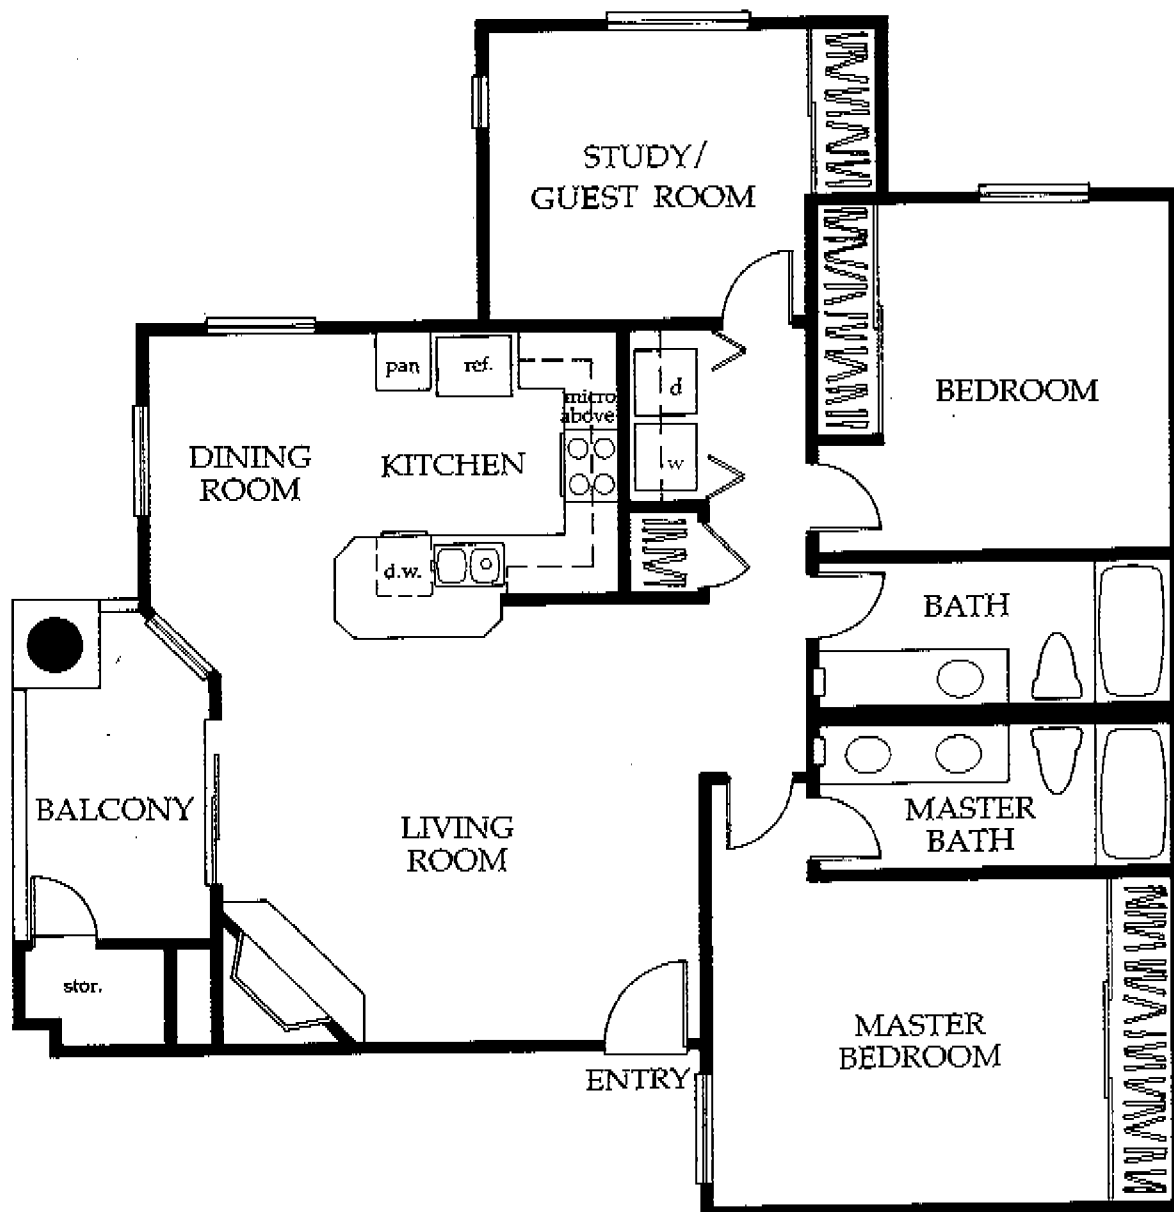 STUDY/
GUEST ROOM
pan
ref.
micro
above
d
w
BEDROOM
DINING
ROOM
KITCHEN
d.w.
BATH
BALCONY
LIVING
ROOM
MASTER
BATH
stor.
MASTER
BEDROOM
ENTRY